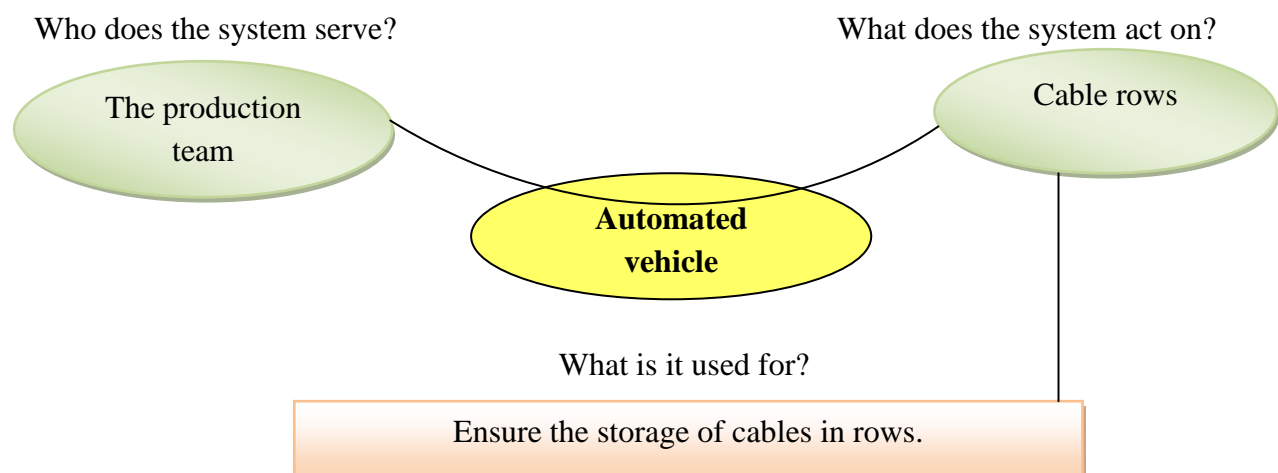 Who does the system serve?
What does the system act on?
The production
team
Cable rows
Automated
vehicle
What is it used for?
Ensure the storage of cables in rows.